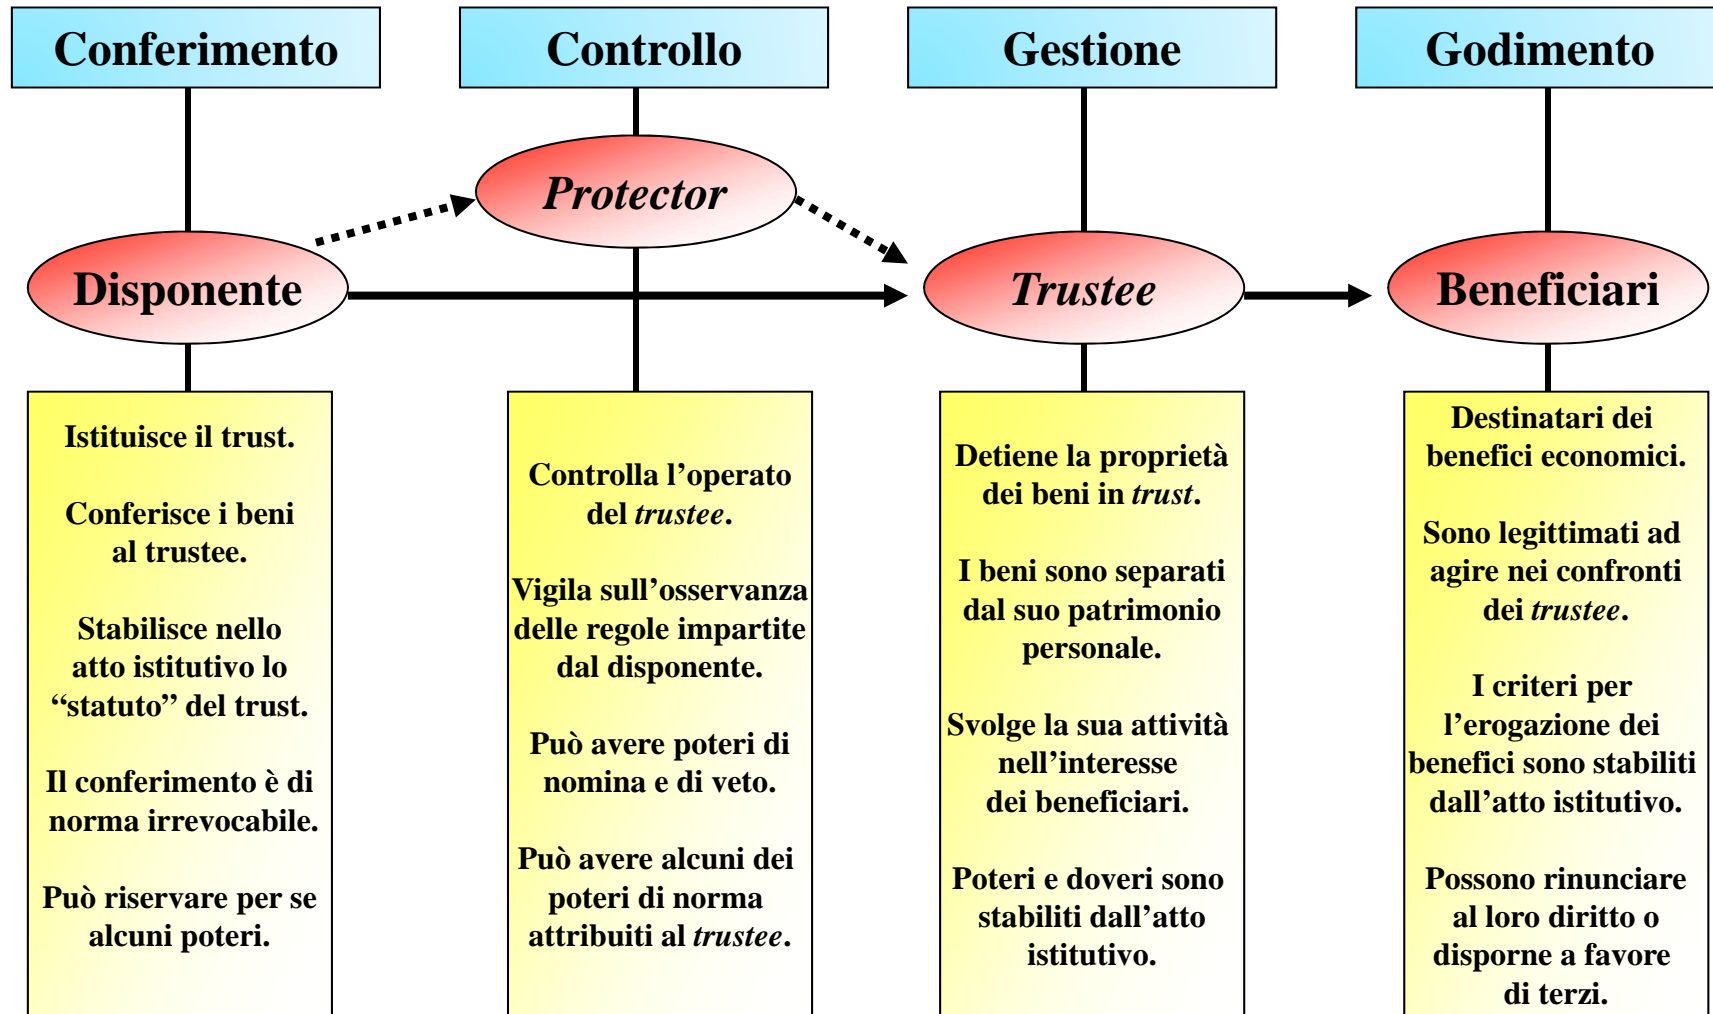 Conferimento
Controllo
Gestione
Godimento
Protector
Disponente
Trustee
Beneficiari
Istituisce il trust.
Conferisce i beni
al trustee.
Stabilisce nello
atto istitutivo lo
“statuto” del trust.
Il conferimento è di
norma irrevocabile.
Può riservare per se
alcuni poteri.
Controlla l’operato
del trustee.
Vigila sull’osservanza
delle regole impartite
dal disponente.
Può avere poteri di
nomina e di veto.
Può avere alcuni dei
poteri di norma
attribuiti al trustee.
Detiene la proprietà
dei beni in trust.
I beni sono separati
dal suo patrimonio
personale.
Svolge la sua attività
nell’interesse
dei beneficiari.
Poteri e doveri sono
stabiliti dall’atto
istitutivo.
Destinatari dei
benefici economici.
Sono legittimati ad
agire nei confronti
dei trustee.
I criteri per
l’erogazione dei
benefici sono stabiliti
dall’atto istitutivo.
Possono rinunciare
al loro diritto o
disporne a favore
di terzi.